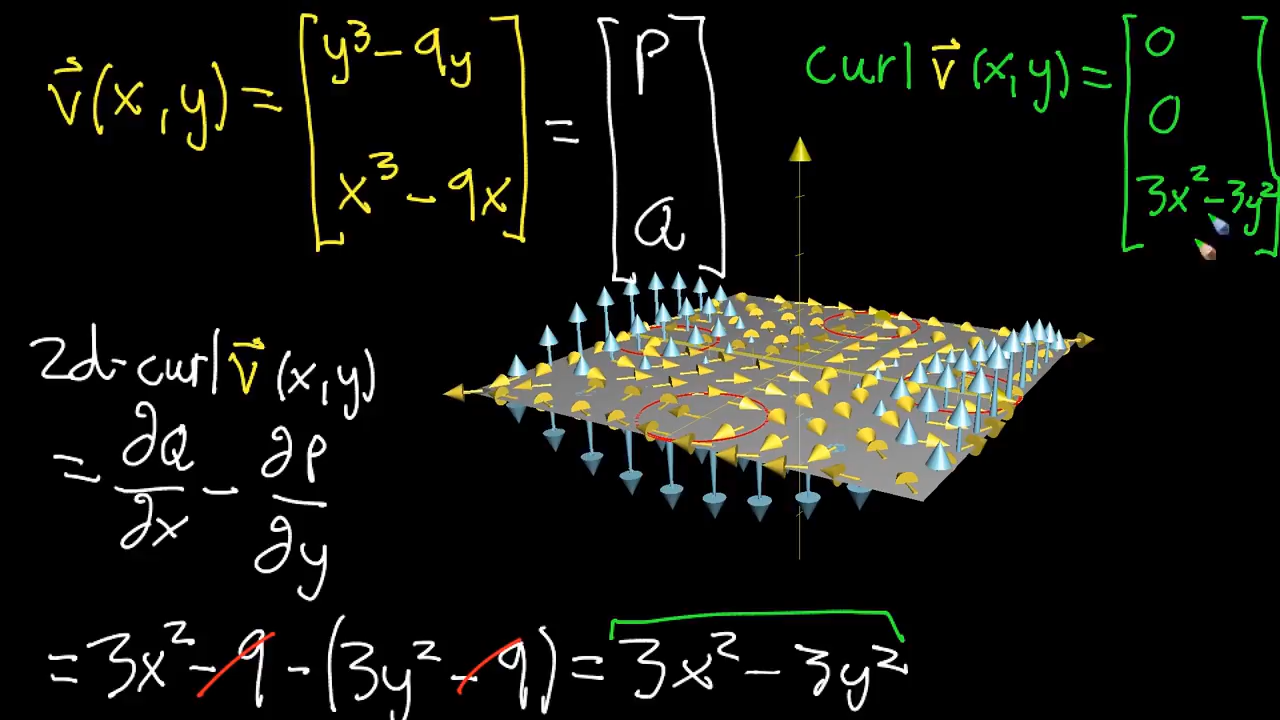 v⃗(x,y) = [y³ - 9y
x³ - 9x] = [P
Q]
curl v⃗(x,y) = [0
0
3x² - 3y²]
2d-curl v⃗(x,y)
= ∂Q/∂x - ∂P/∂y
= 3x² - 9 - (3y² - 9) = 3x² - 3y²